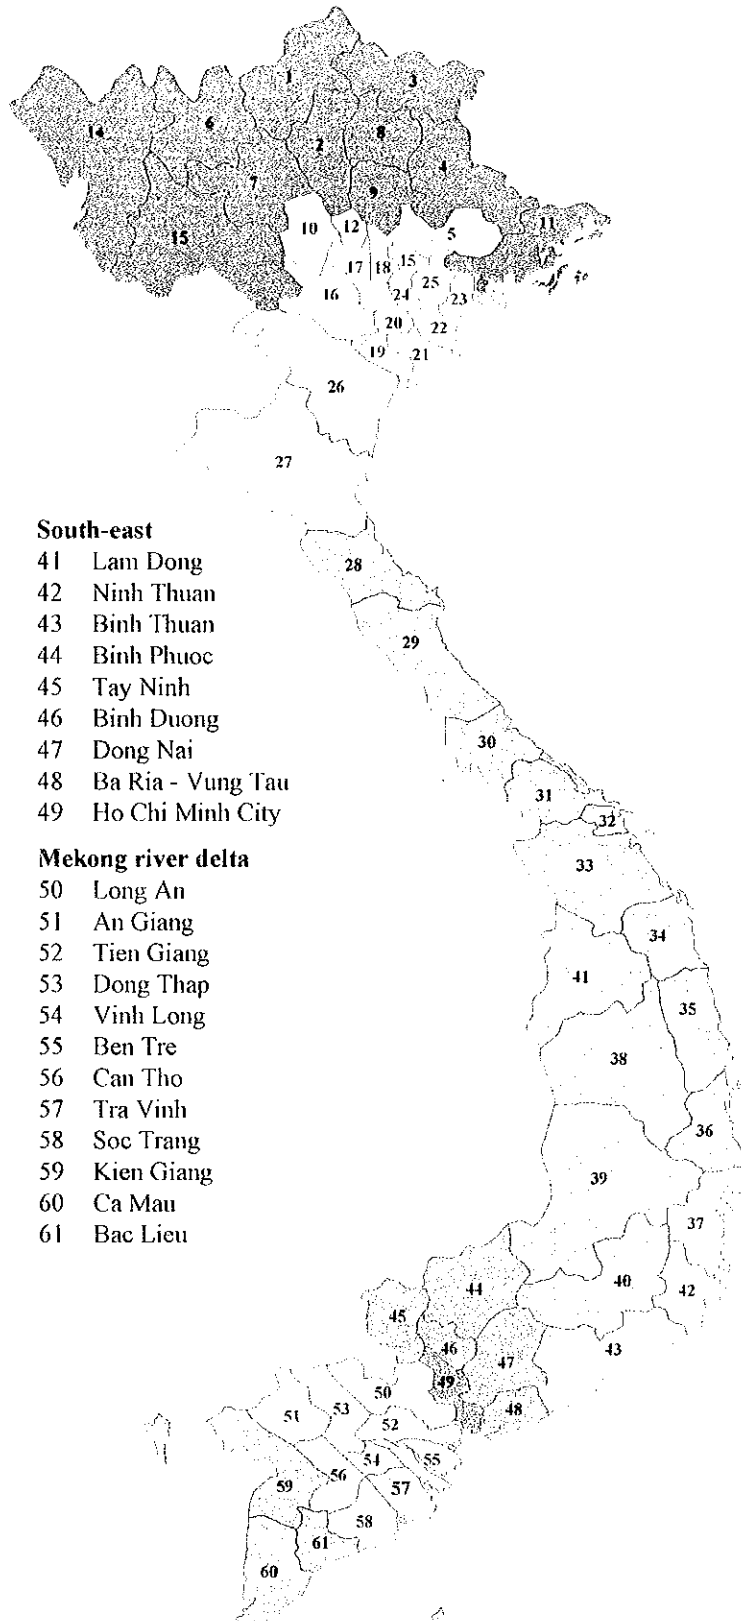 1
3
6
14
2
8
4
7
9
15
10
12
5
11
17
18
15
25
16
24
23
20
22
19
21
26
27
South-east
41 Lam Dong
42 Ninh Thuan
43 Binh Thuan
44 Binh Phuoc
45 Tay Ninh
46 Binh Duong
47 Dong Nai
48 Ba Ria - Vung Tau
49 Ho Chi Minh City
Mekong river delta
50 Long An
51 An Giang
52 Tien Giang
53 Dong Thap
54 Vinh Long
55 Ben Tre
56 Can Tho
57 Tra Vinh
58 Soc Trang
59 Kien Giang
60 Ca Mau
61 Bac Lieu
28
29
30
31
32
33
34
41
35
38
36
39
37
40
42
44
45
43
46
47
49
50
48
51
53
52
54
55
56
59
57
58
61
60